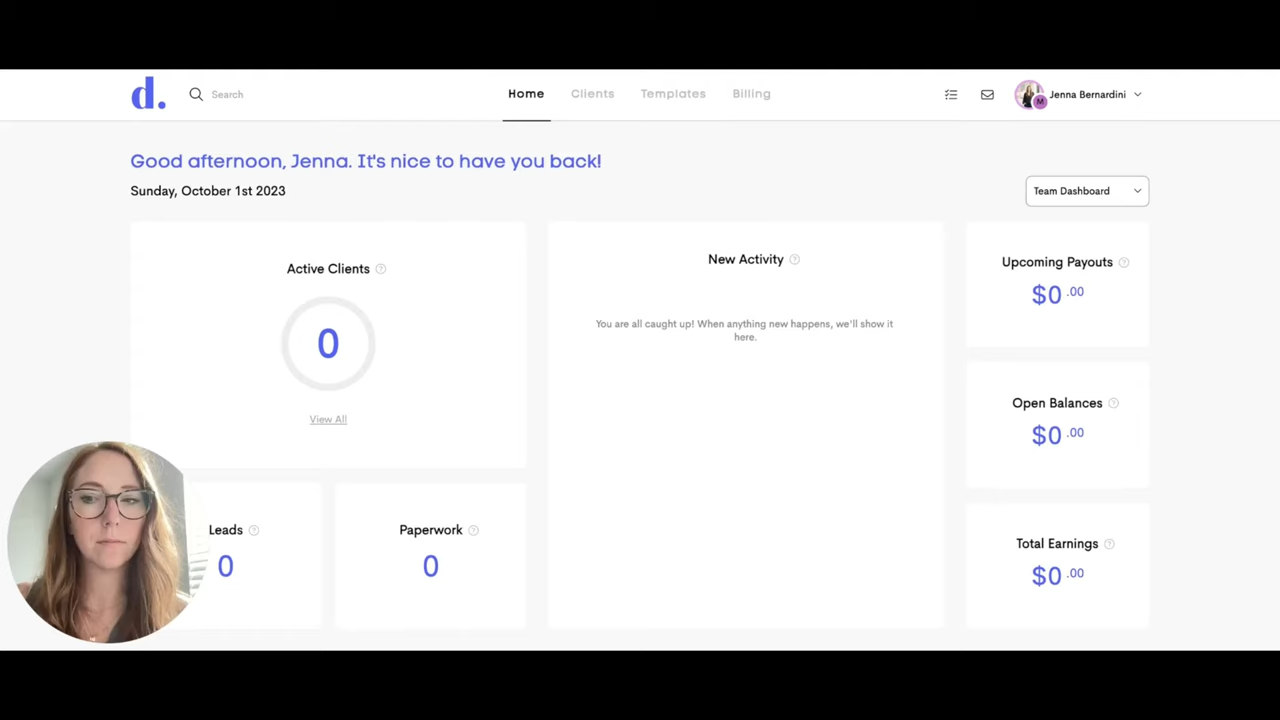 d.
Search
Home
Clients
Templates
Billing
M
Jenna Bernardini
Good afternoon, Jenna. It's nice to have you back!
Sunday, October 1st 2023
Team Dashboard
Active Clients ?
0
View All
Leads ?
0
Paperwork ?
0
New Activity ?
You are all caught up! When anything new happens, we'll show it
here.
Upcoming Payouts ?
$0.00
Open Balances ?
$0.00
Total Earnings ?
$0.00